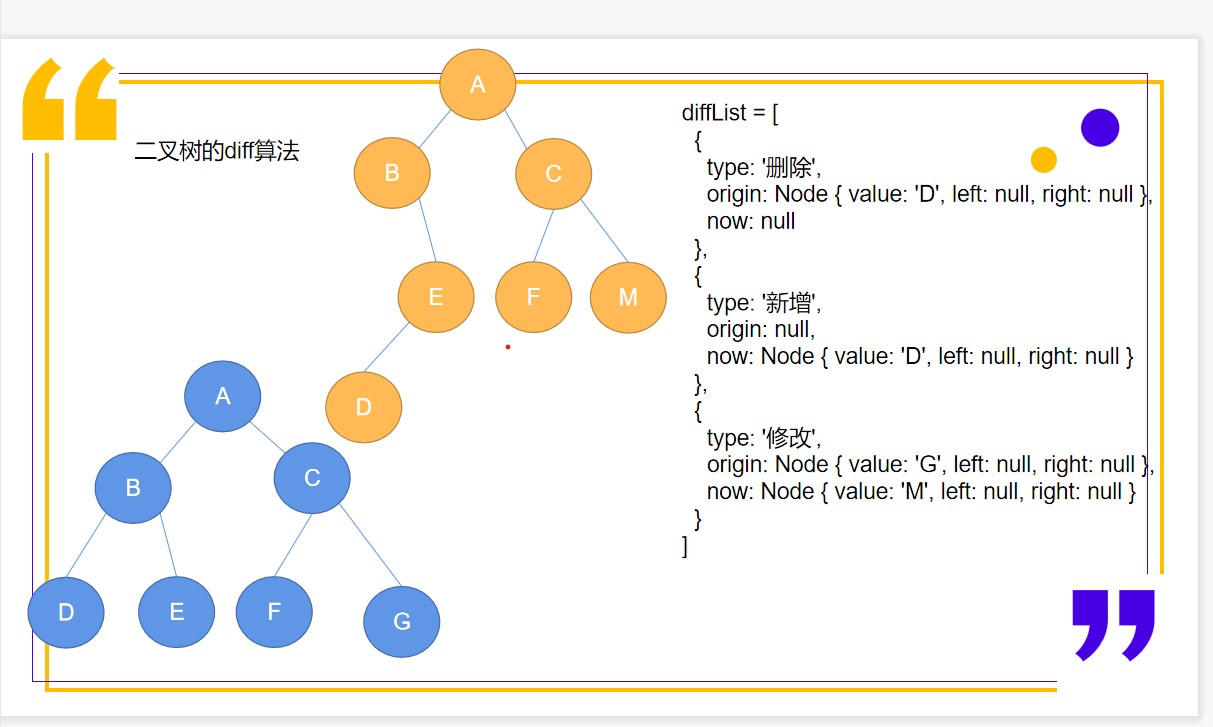 二叉树的diff算法
A
B
C
E
F
M
D
A
B
C
D
E
F
G
diffList = [
{
type: '删除',
origin: Node { value: 'D', left: null, right: null },
now: null
},
{
type: '新增',
origin: null,
now: Node { value: 'D', left: null, right: null }
},
{
type: '修改',
origin: Node { value: 'G', left: null, right: null },
now: Node { value: 'M', left: null, right: null }
}
]